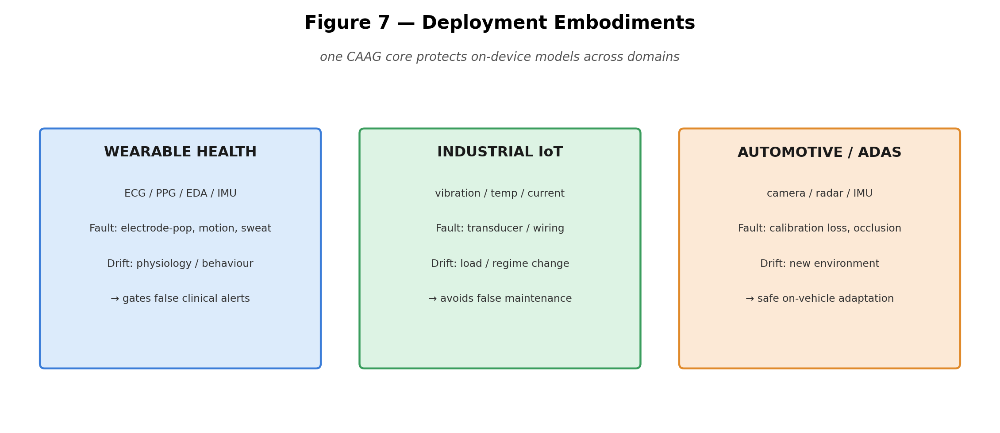 Figure 7 — Deployment Embodiments
one CAAG core protects on-device models across domains
WEARABLE HEALTH
ECG / PPG / EDA / IMU
Fault: electrode-pop, motion, sweat
Drift: physiology / behaviour
→ gates false clinical alerts
INDUSTRIAL IoT
vibration / temp / current
Fault: transducer / wiring
Drift: load / regime change
→ avoids false maintenance
AUTOMOTIVE / ADAS
camera / radar / IMU
Fault: calibration loss, occlusion
Drift: new environment
→ safe on-vehicle adaptation